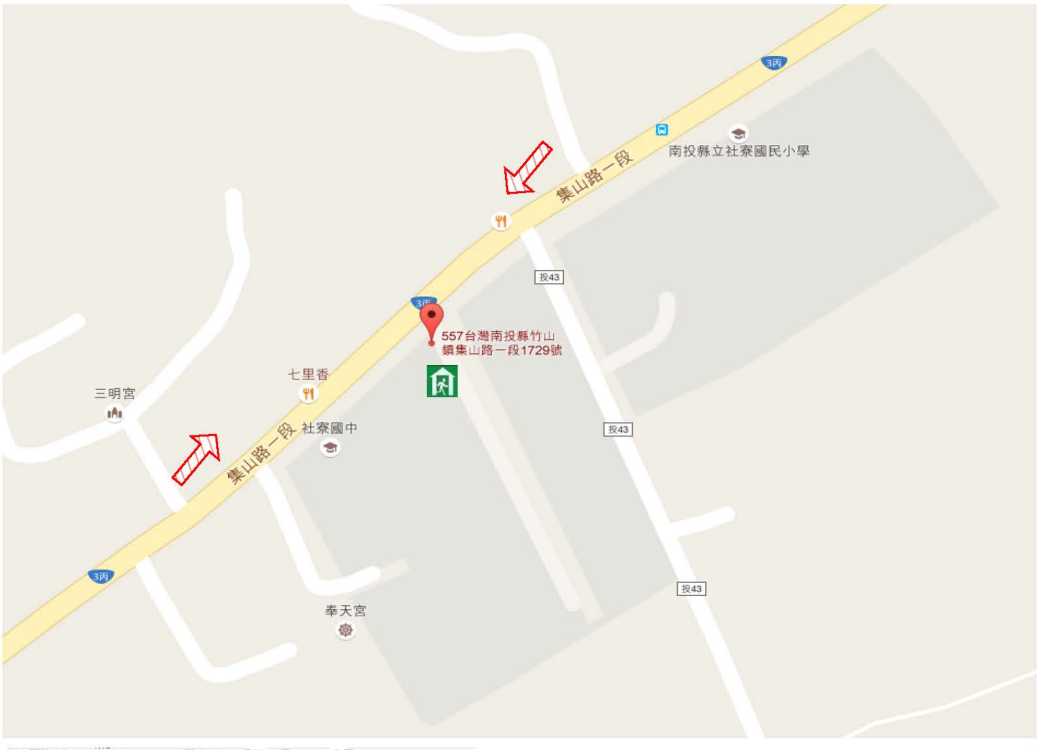 3丙
南投縣立社寮國民小學
集山路一段
投43
3丙
557台灣南投縣竹山
鎮集山路一段1729號
七里香
三明宮
社寮國中
集山路一段
投43
3丙
投43
奉天宮